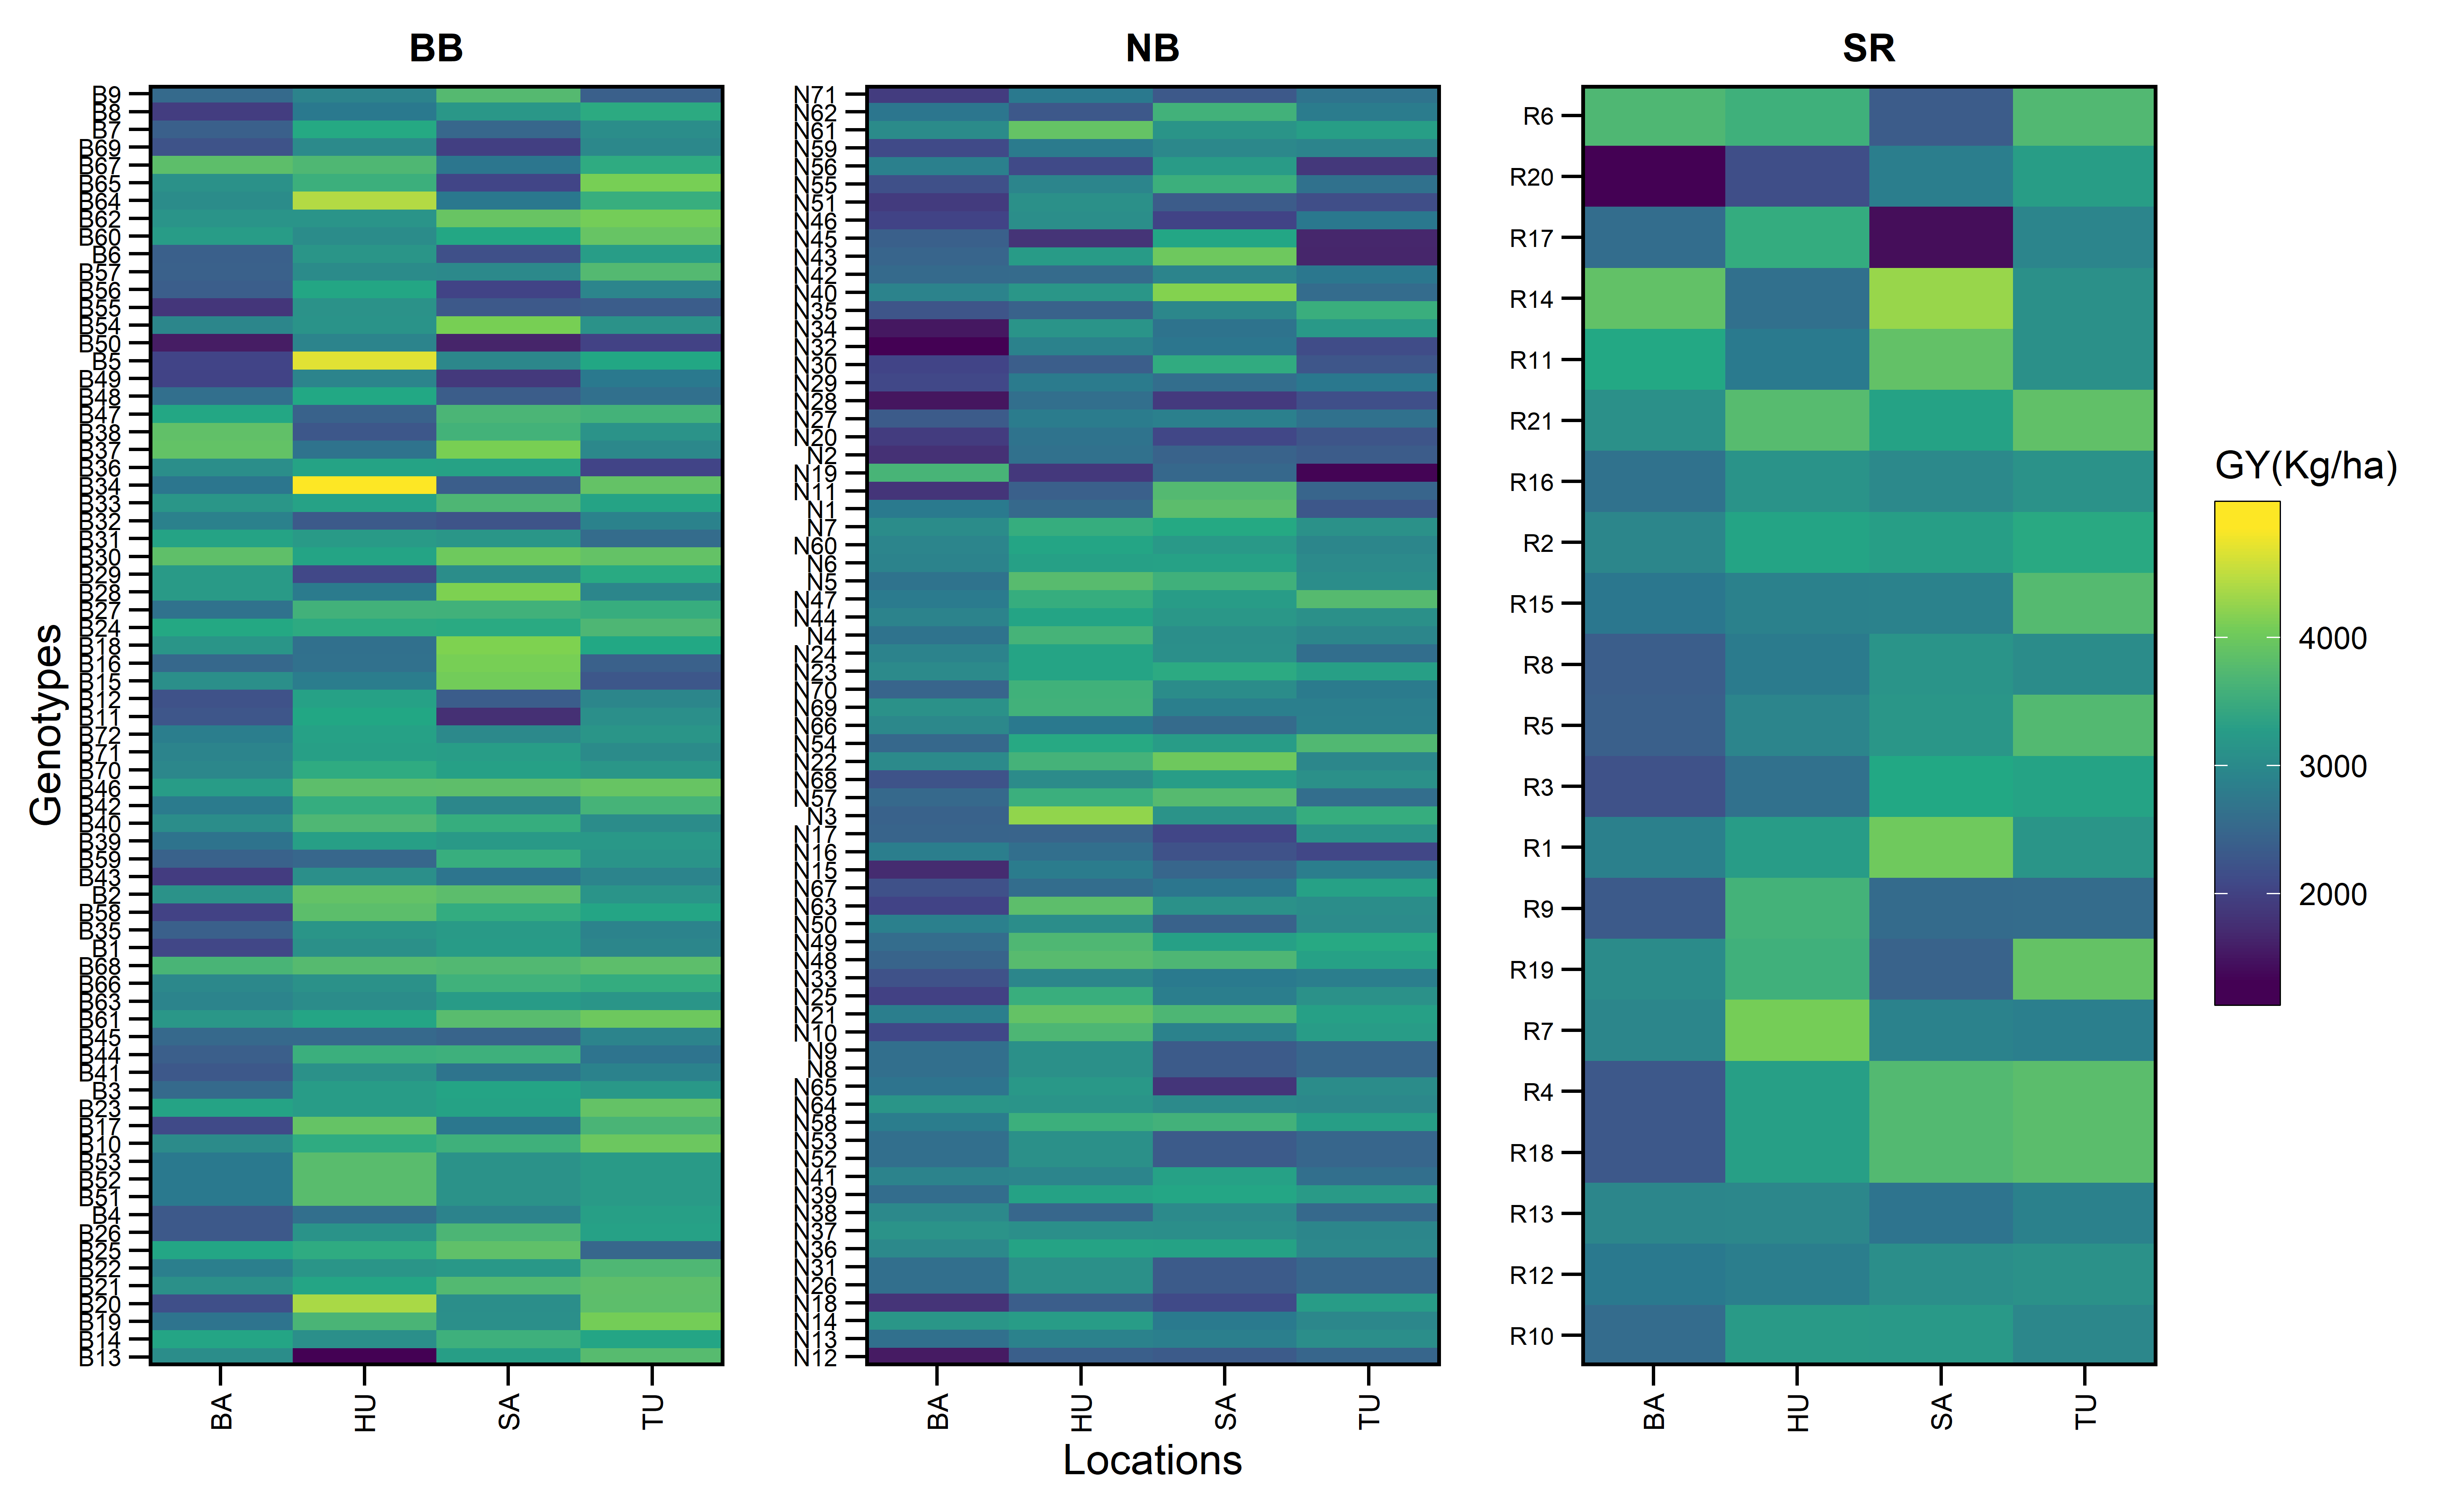 BB
NB
SR
B9
B8
B7
B69
B67
B65
B64
B62
B60
B6
B57
B56
B55
B54
B50
B5
B49
B48
B47
B38
B37
B36
B34
B33
B32
B31
B30
B29
B28
B27
B24
B18
B16
B15
B12
B11
B72
B71
B70
B46
B42
B40
B39
B59
B43
B2
B58
B35
B1
B68
B66
B63
B61
B45
B44
B41
B3
B23
B17
B10
B53
B52
B51
B4
B26
B25
B22
B21
B20
B19
B14
B13
N71
N62
N61
N59
N56
N55
N51
N46
N45
N43
N42
N40
N35
N34
N32
N30
N29
N28
N27
N20
N2
N19
N11
N1
N7
N60
N6
N5
N47
N44
N4
N24
N23
N70
N69
N66
N54
N22
N68
N57
N3
N17
N16
N15
N67
N63
N50
N49
N48
N33
N25
N21
N10
N9
N8
N65
N64
N58
N53
N52
N41
N39
N38
N37
N36
N31
N26
N18
N14
N13
N12
R6
R20
R17
R14
R11
R21
R16
R2
R15
R8
R5
R3
R1
R9
R19
R7
R4
R18
R13
R12
R10
BA
HU
SA
TU
BA
HU
SA
TU
BA
HU
SA
TU
Genotypes
Locations
GY(Kg/ha)
4000
3000
2000